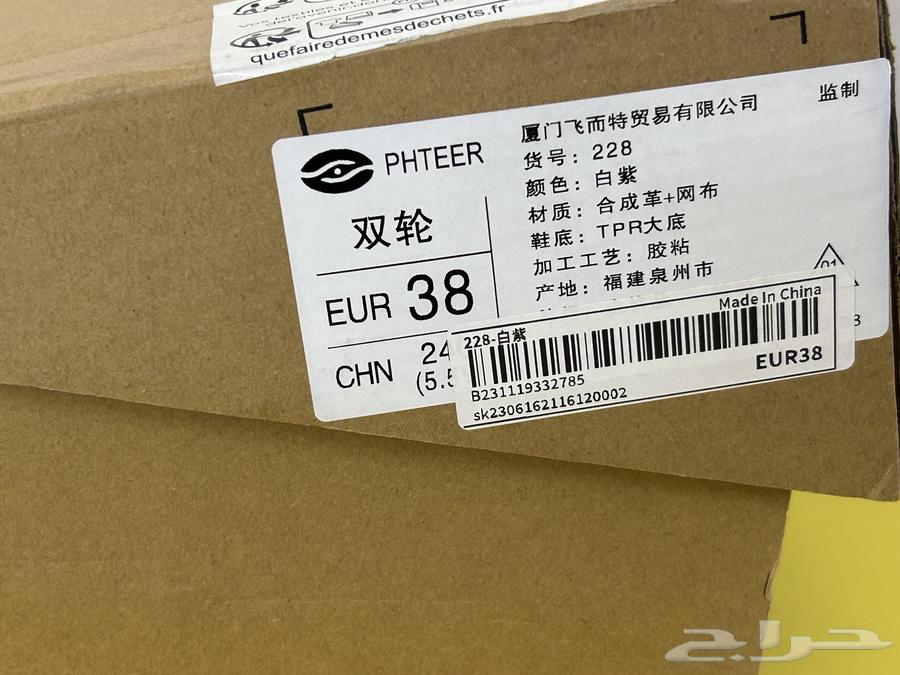 quefairedemesdechets.fr
PHTEER
双轮
EUR 38
CHN
厦门飞而特贸易有限公司 监制
货号：228
颜色：白紫
材质：合成革+网布
鞋底：TPR大底
加工工艺：胶粘
产地：福建泉州市
01
Made In China
228-白紫
EUR38
B231119332785
sk2306162116120002
حراج